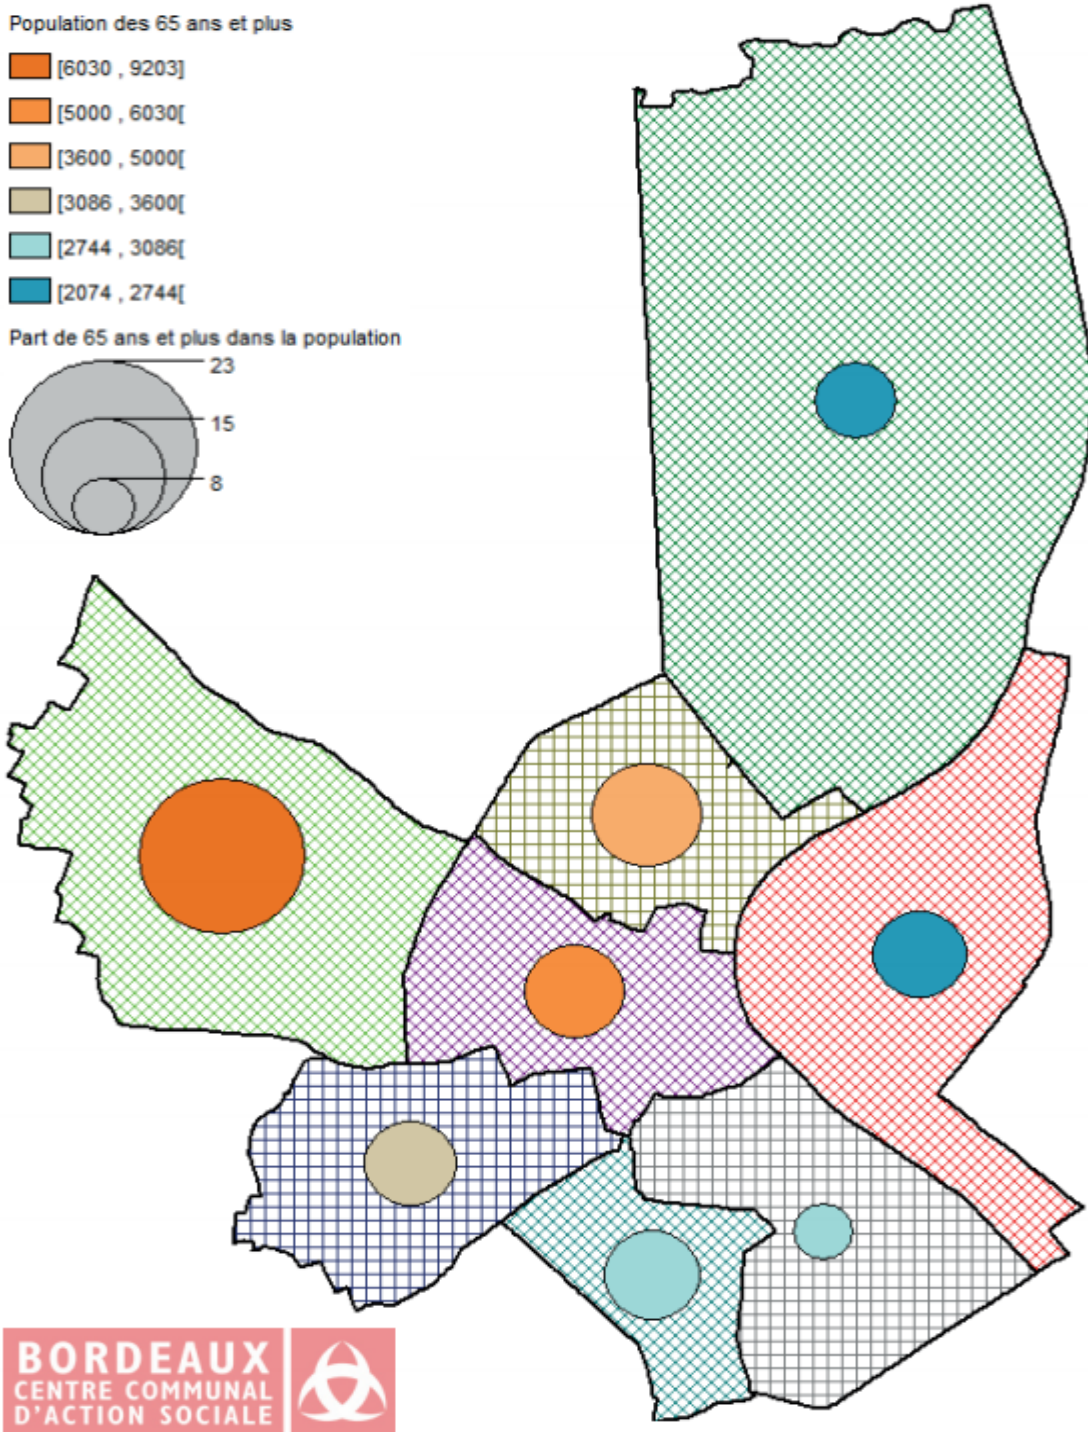 Population des 65 ans et plus
[6030 , 9203]
[5000 , 6030[
[3600 , 5000[
[3086 , 3600[
[2744 , 3086[
[2074 , 2744[
Part de 65 ans et plus dans la population
23
15
8
BORDEAUX
CENTRE COMMUNAL
D'ACTION SOCIALE